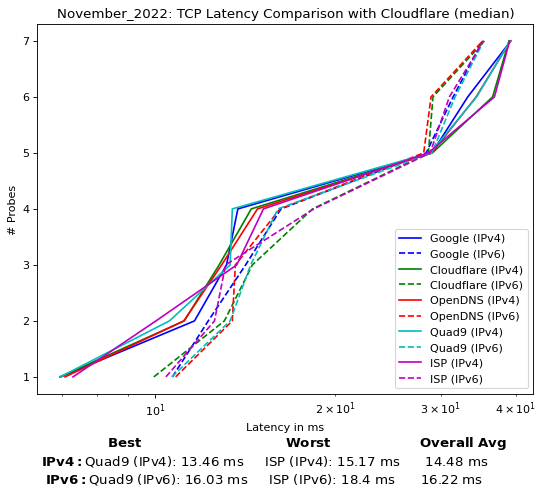 November_2022: TCP Latency Comparison with Cloudflare (median)
7
6
5
4
3
2
1
# Probes
Google (IPv4)
Google (IPv6)
Cloudflare (IPv4)
Cloudflare (IPv6)
OpenDNS (IPv4)
OpenDNS (IPv6)
Quad9 (IPv4)
Quad9 (IPv6)
ISP (IPv4)
ISP (IPv6)
10¹ 2 × 10¹ 3 × 10¹ 4 × 10¹
Latency in ms
Best Worst Overall Avg
IPv4: Quad9 (IPv4): 13.46 ms ISP (IPv4): 15.17 ms 14.48 ms
IPv6: Quad9 (IPv6): 16.03 ms ISP (IPv6): 18.4 ms 16.22 ms